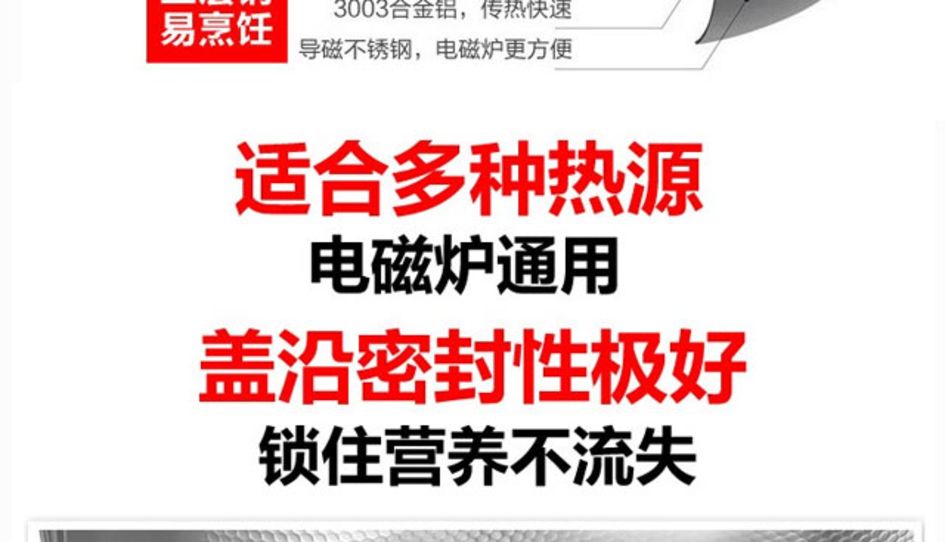 3003合金铝，传热快速
易烹饪
导磁不锈钢，电磁炉更方便
适合多种热源
电磁炉通用
盖沿密封性极好
锁住营养不流失